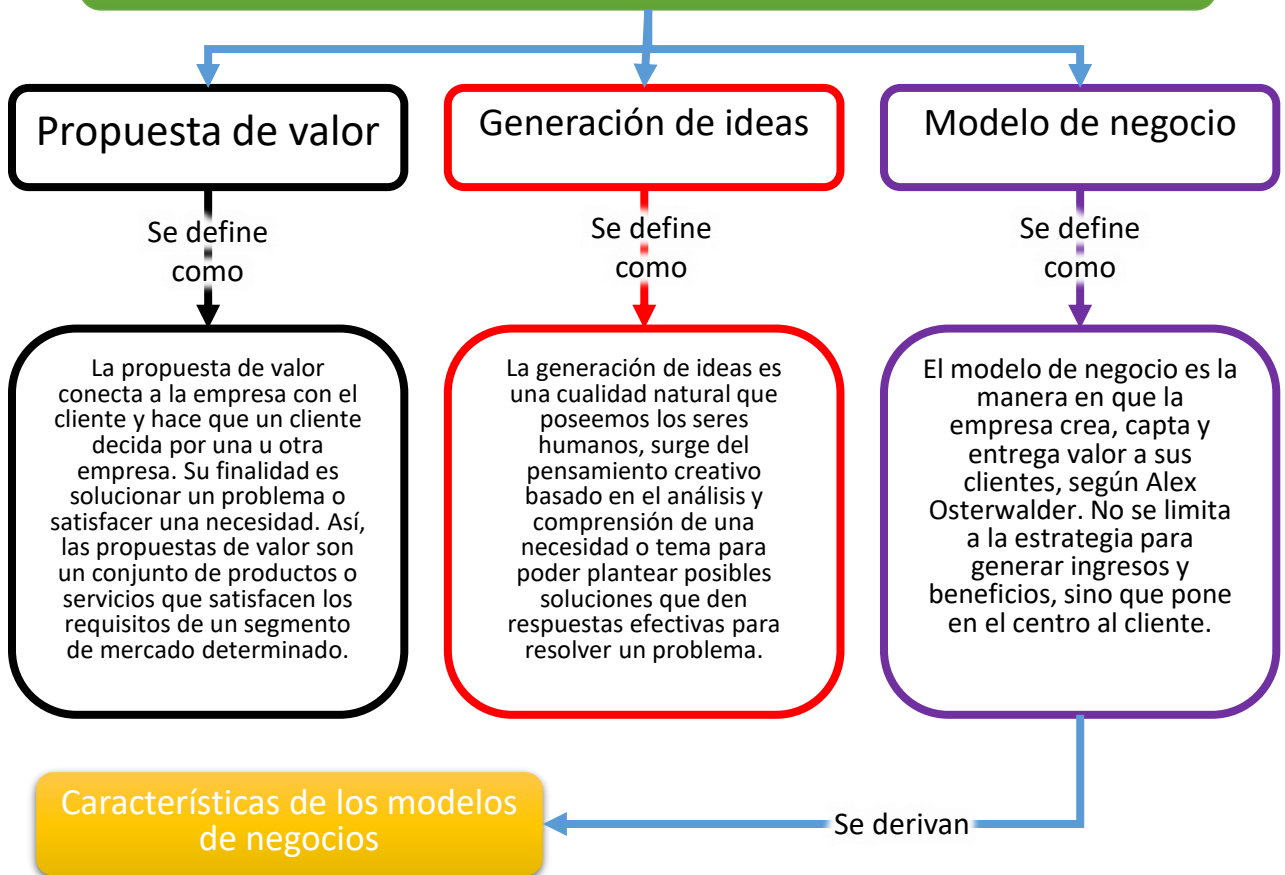 Propuesta de valor
Generación de ideas
Modelo de negocio
Se define
como
Se define
como
Se define
como
La propuesta de valor
conecta a la empresa con el
cliente y hace que un cliente
decida por una u otra
empresa. Su finalidad es
solucionar un problema o
satisfacer una necesidad. Así,
las propuestas de valor son
un conjunto de productos o
servicios que satisfacen los
requisitos de un segmento
de mercado determinado.
La generación de ideas es
una cualidad natural que
poseemos los seres
humanos, surge del
pensamiento creativo
basado en el análisis y
comprensión de una
necesidad o tema para
poder plantear posibles
soluciones que den
respuestas efectivas para
resolver un problema.
El modelo de negocio es la
manera en que la
empresa crea, capta y
entrega valor a sus
clientes, según Alex
Osterwalder. No se limita
a la estrategia para
generar ingresos y
beneficios, sino que pone
en el centro al cliente.
Características de los modelos
de negocios
Se derivan